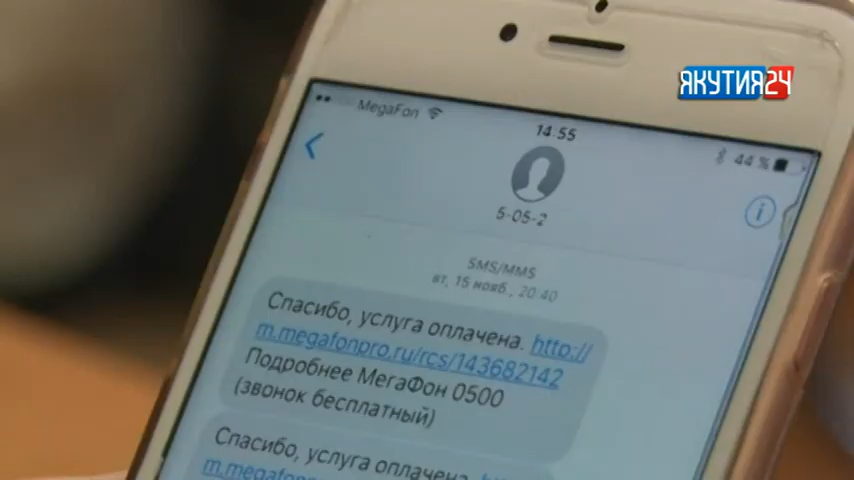 ЯКУТИЯ24
MegaFon
14:55
44 %
5-05-2
SMS/MMS
вт, 15 нояб., 20:40
Спасибо, услуга оплачена. http://
m.megafonpro.ru/rcs/143682142
Подробнее МегаФон 0500
(звонок бесплатный)
Спасибо, услуга оплачена.